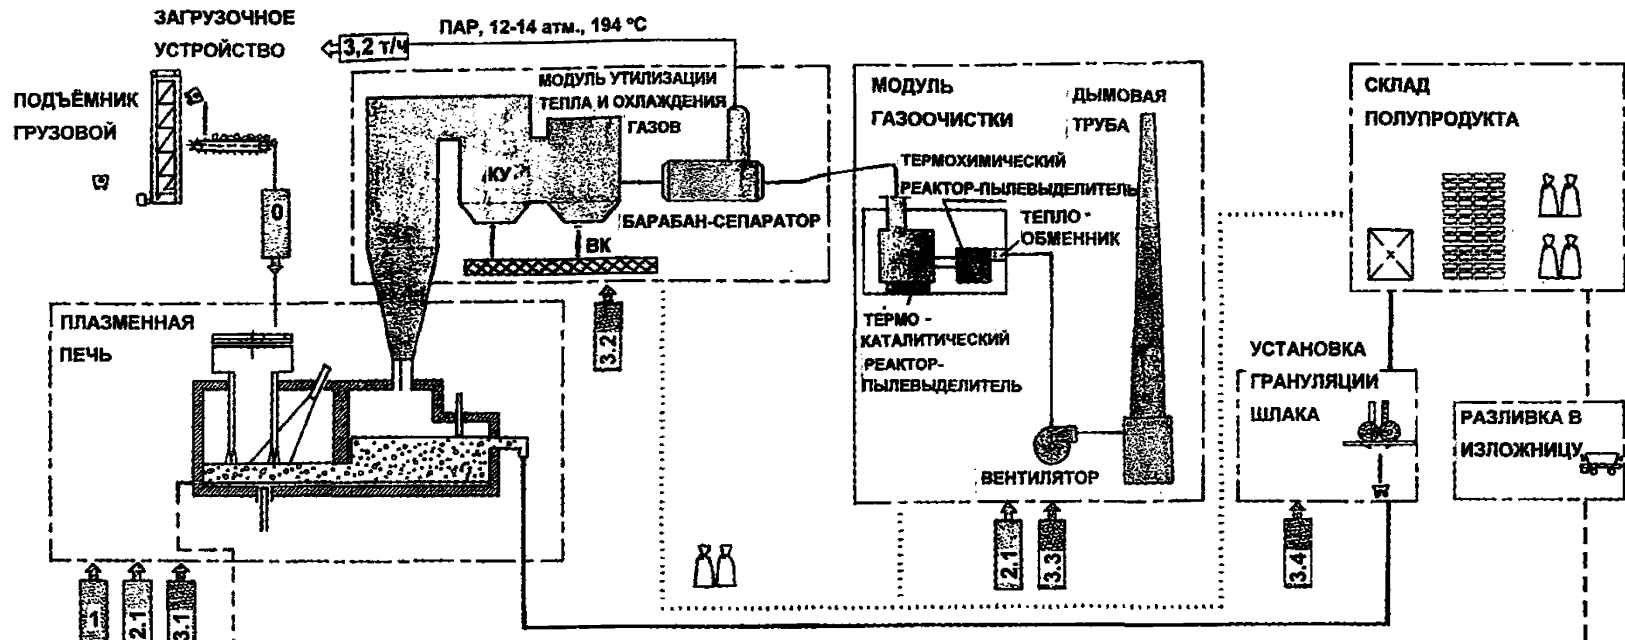 ЗАГРУЗОЧНОЕ
УСТРОЙСТВО
ПАР, 12-14 атм., 194 °С
3,2 т/ч
ПОДЪЁМНИК
ГРУЗОВОЙ
0
МОДУЛЬ УТИЛИЗАЦИИ
ТЕПЛА И ОХЛАЖДЕНИЯ
ГАЗОВ
КУ
БАРАБАН-СЕПАРАТОР
ВК
3.2
МОДУЛЬ
ГАЗООЧИСТКИ
ДЫМОВАЯ
ТРУБА
ТЕРМОХИМИЧЕСКИЙ
РЕАКТОР-ПЫЛЕВЫДЕЛИТЕЛЬ
ТЕПЛО-
ОБМЕННИК
ТЕРМО -
КАТАЛИТИЧЕСКИЙ
РЕАКТОР-
ПЫЛЕВЫДЕЛИТЕЛЬ
ВЕНТИЛЯТОР
2.1
3.3
СКЛАД
ПОЛУПРОДУКТА
УСТАНОВКА
ГРАНУЛЯЦИИ
ШЛАКА
3.4
РАЗЛИВКА В
ИЗЛОЖНИЦУ
ПЛАЗМЕННАЯ
ПЕЧЬ
1
2.1
3.1